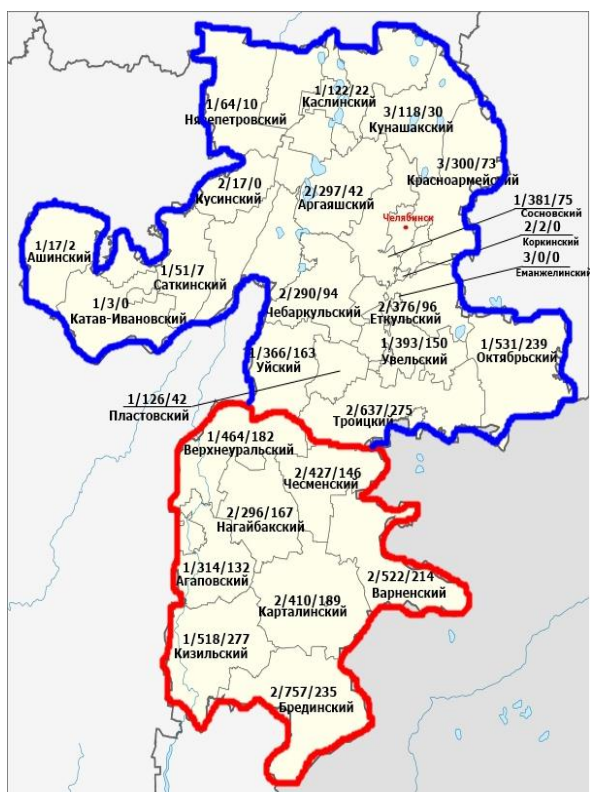 1/64/10
Нязепетровский
1/122/22
Каслинский
3/118/30
Кунашакский
3/300/73
Красноармейский
2/17/0
Кусинский
2/297/42
Аргаяшский
1/381/75
Сосновский
Челябинск
2/2/0
Коркинский
3/0/0
Еманжелинский
1/17/2
Ашинский
1/51/7
Саткинский
1/3/0
Катав-Ивановский
2/290/94
Чебаркульский
2/376/96
Еткульский
1/393/150
Увельский
1/531/239
Октябрьский
1/366/163
Уйский
1/126/42
Пластовский
2/637/275
Троицкий
1/464/182
Верхнеуральский
2/427/146
Чесменский
2/296/167
Нагайбакский
1/314/132
Агаповский
2/410/189
Карталинский
2/522/214
Варненский
1/518/277
Кизильский
2/757/235
Брединский